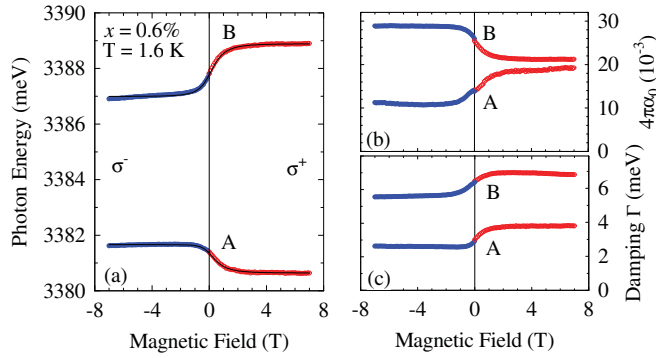 3390
3388
3386
3384
3382
3380
Photon Energy (meV)
x = 0.6%
T = 1.6 K
B
σ⁻
σ⁺
A
(a)
-8 -4 0 4 8
Magnetic Field (T)
B
A
(b)
30
20
10
0
4πα₀ (10⁻³)
B
A
(c)
6
4
2
0
Damping Γ (meV)
-8 -4 0 4 8
Magnetic Field (T)